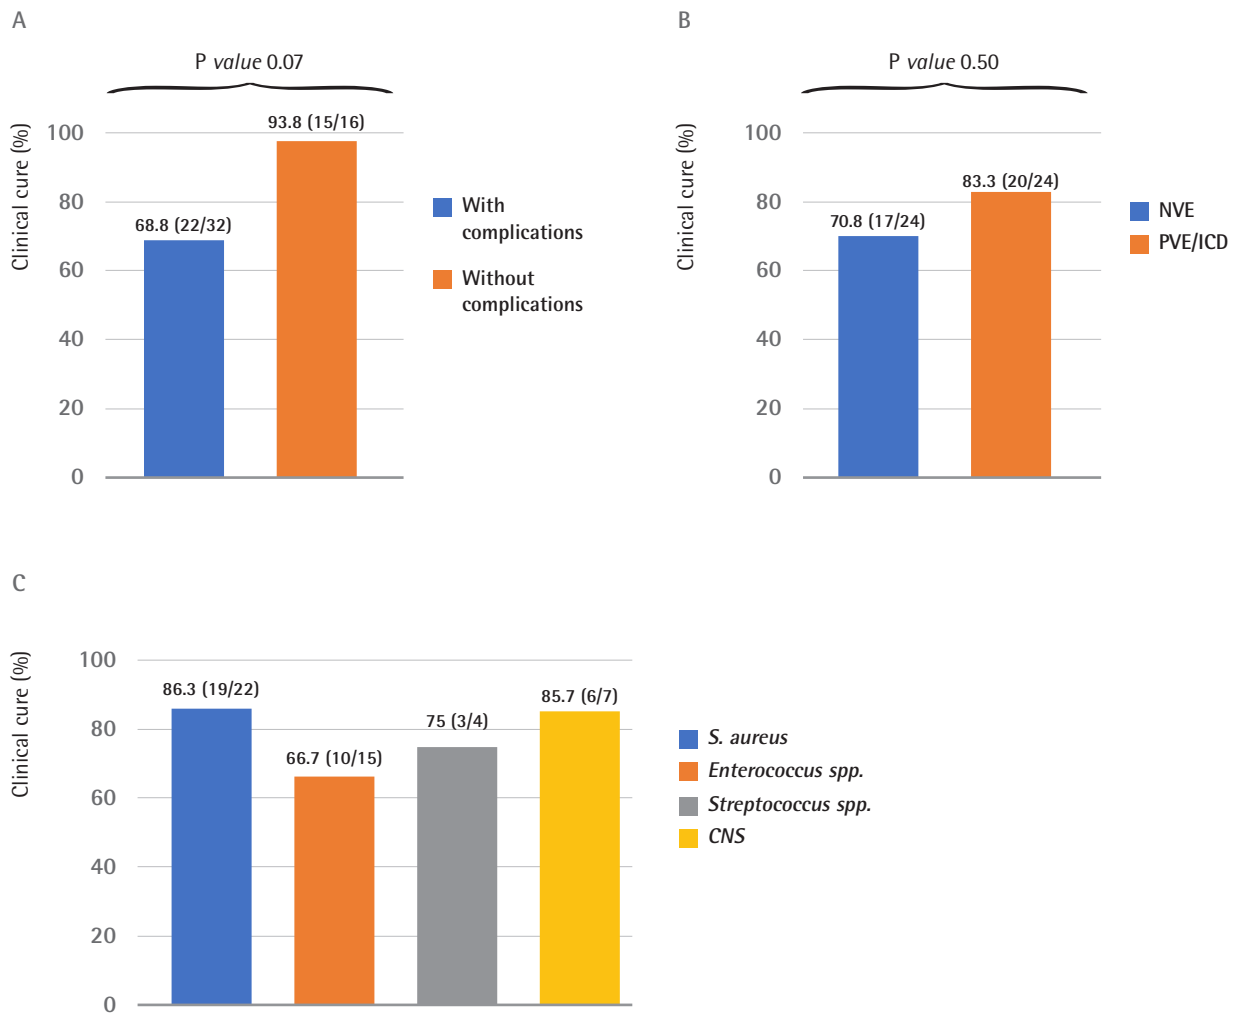 A
P value 0.07
Clinical cure (%)
100
80
60
40
20
0
68.8 (22/32)
93.8 (15/16)
With
complications
Without
complications
B
P value 0.50
Clinical cure (%)
100
80
60
40
20
0
70.8 (17/24)
83.3 (20/24)
NVE
PVE/ICD
C
Clinical cure (%)
100
80
60
40
20
0
86.3 (19/22)
66.7 (10/15)
75 (3/4)
85.7 (6/7)
S. aureus
Enterococcus spp.
Streptococcus spp.
CNS